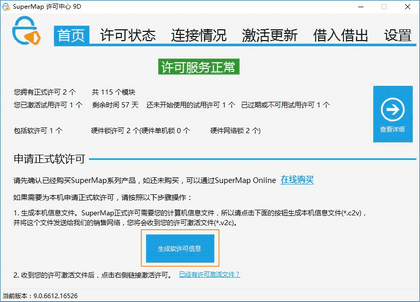 SuperMap 许可中心 9D
首页 许可状态 连接情况 激活更新 借入借出 设置
许可服务正常
您拥有正式许可 2 个 共 115 个模块
您已激活试用许可 1 个 剩余时间 57 天 还未开始使用的试用许可 1 个 已过期或不可用试用许可 1 个
包括软许可 1 个 硬件锁许可 2 个(硬件单机锁 0 个 硬件网络锁 2 个)
查看详细
申请正式软许可
请先确认已经购买SuperMap系列产品，如还未购买，可以通过SuperMap Online 在线购买
如果需要为本机申请正式软许可，请按照以下步骤操作：
1. 生成本机信息文件。SuperMap正式许可需要您的计算机信息文件，所以请点击下面的按钮生成本机信息文件(*.c2v)，
并将这个文件发送给我们的销售网络，您将会收到您的许可激活文件(*.v2c)。
生成软许可信息
2. 收到您的许可激活文件后，点击右侧链接激活许可。 已经有许可激活文件？
当前版本：9.0.6612.16526